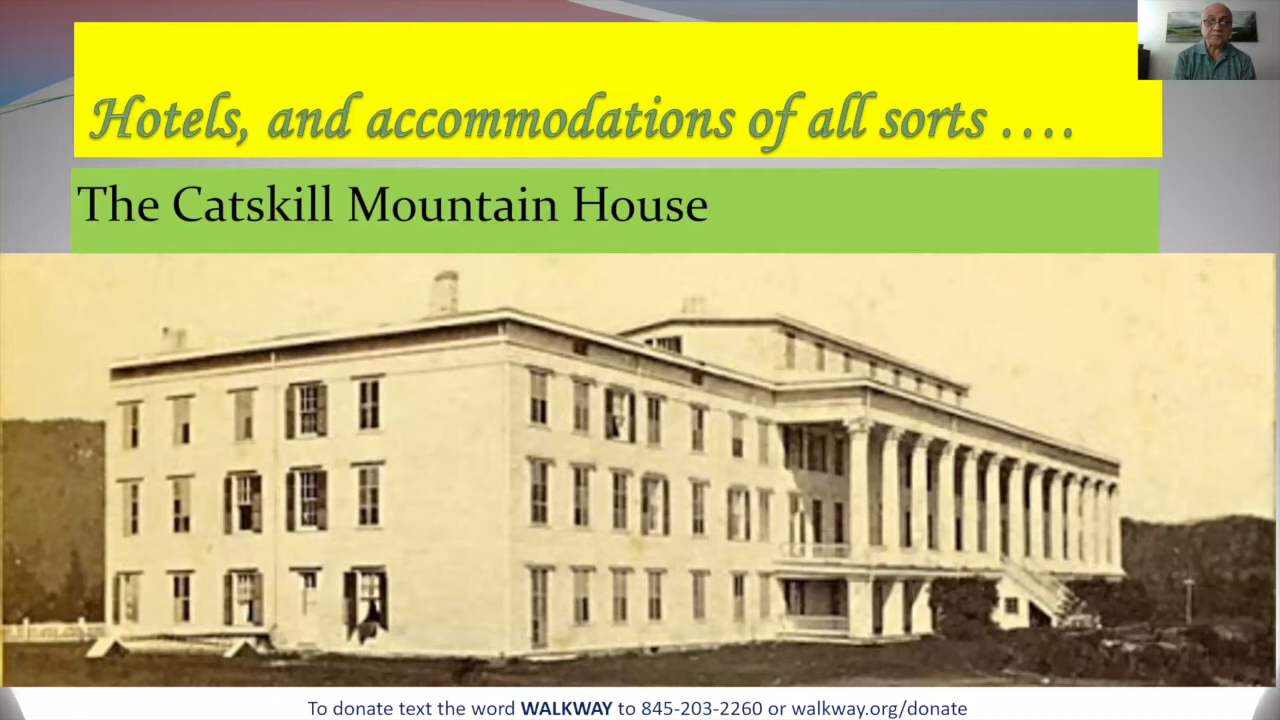 Hotels, and accommodations of all sorts ....
The Catskill Mountain House
To donate text the word WALKWAY to 845-203-2260 or walkway.org/donate